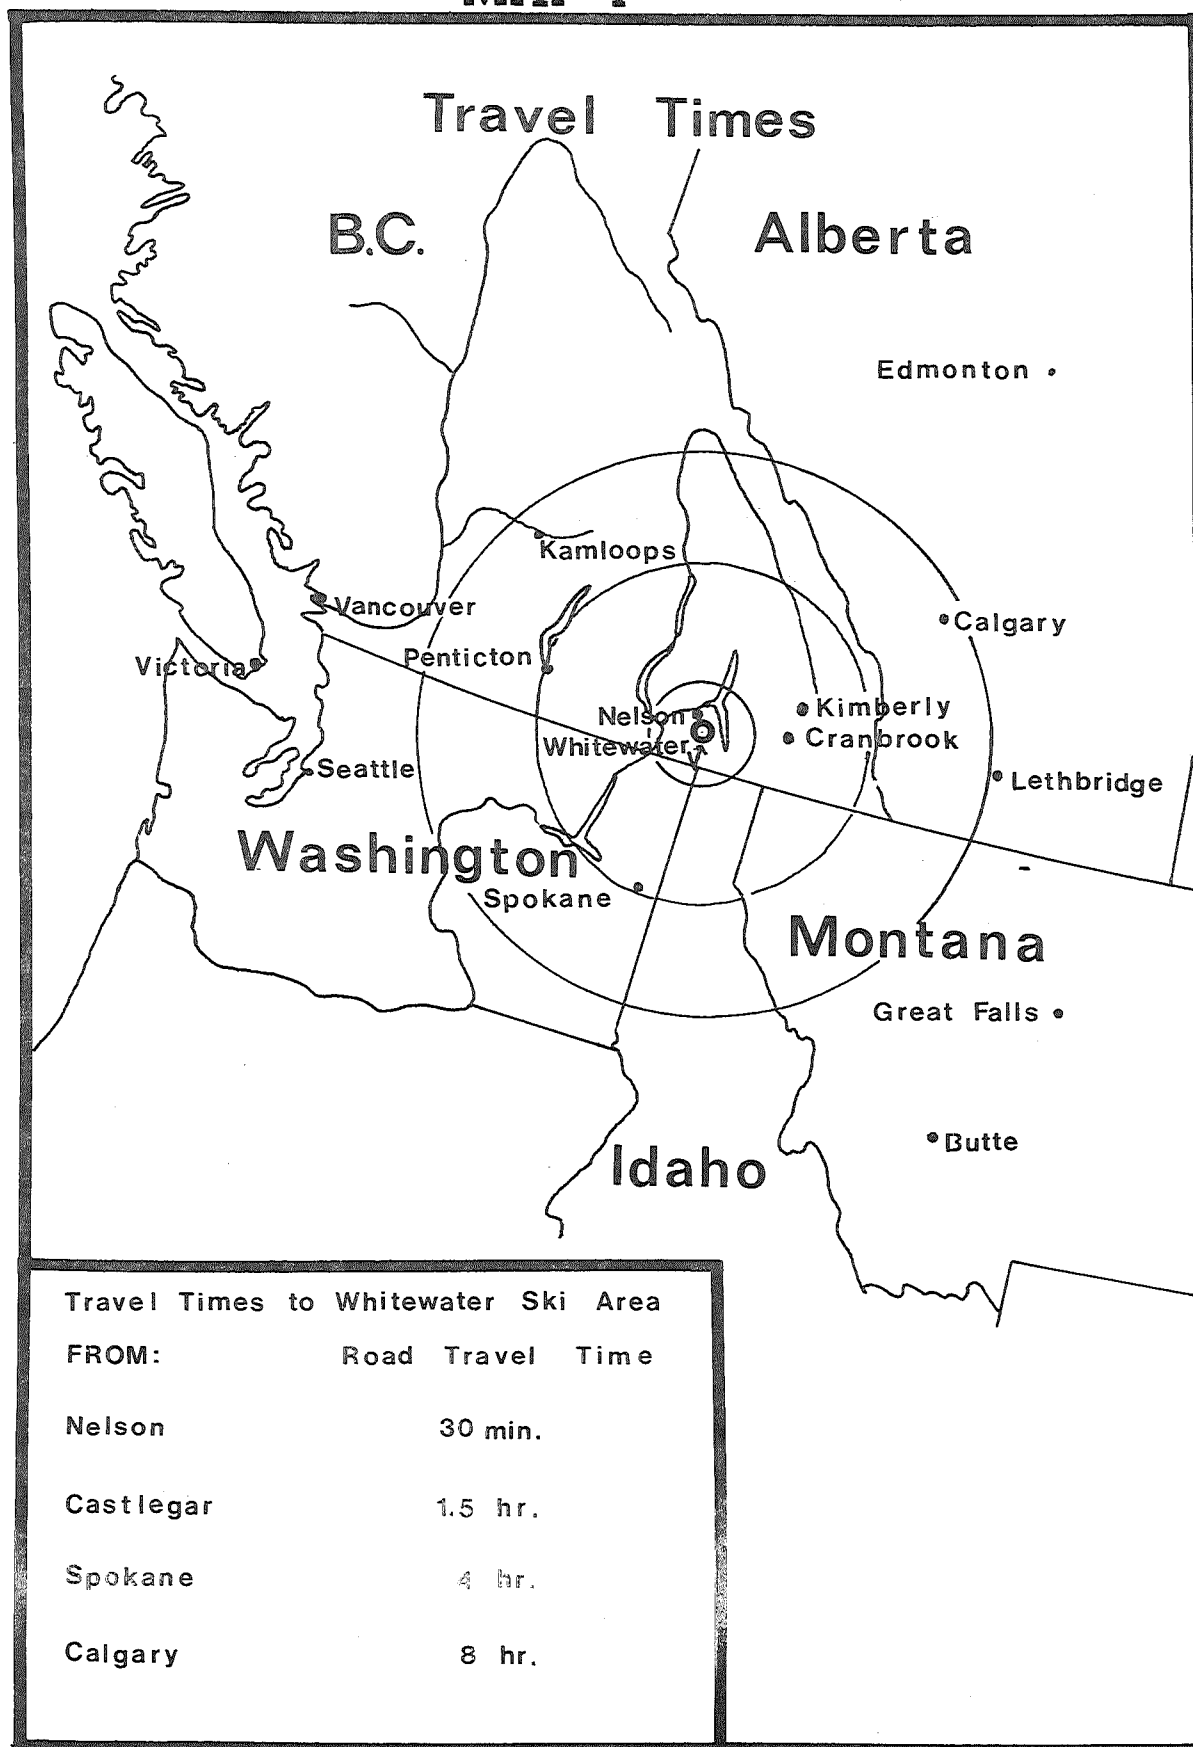 Travel Times
B.C.
Alberta
Edmonton
Kamloops
Vancouver
Calgary
Penticton
Victoria
Nelson
Kimberly
Whitewater
Cranbrook
Seattle
Lethbridge
Washington
Spokane
Montana
Great Falls
Butte
Idaho
Travel Times to Whitewater Ski Area
FROM: Road Travel Time
Nelson 30 min.
Castlegar 1.5 hr.
Spokane 4 hr.
Calgary 8 hr.